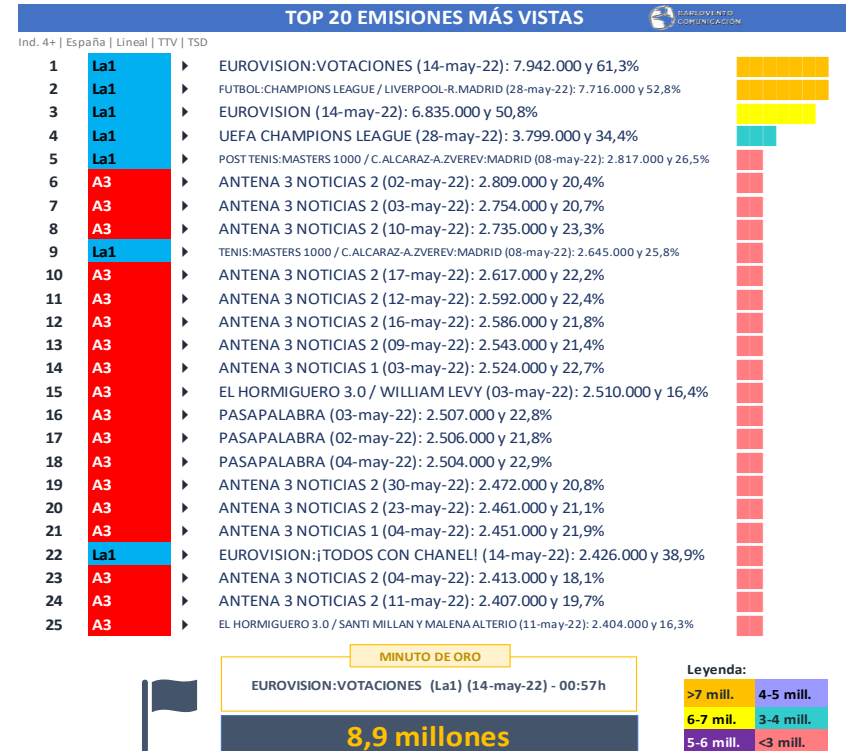 TOP 20 EMISIONES MÁS VISTAS
BARLOVENTO
COMUNICACIÓN
Ind. 4+ | España | Lineal | TTV | TSD
1 La1 EUROVISION:VOTACIONES (14-may-22): 7.942.000 y 61,3%
2 La1 FUTBOL:CHAMPIONS LEAGUE / LIVERPOOL-R.MADRID (28-may-22): 7.716.000 y 52,8%
3 La1 EUROVISION (14-may-22): 6.835.000 y 50,8%
4 La1 UEFA CHAMPIONS LEAGUE (28-may-22): 3.799.000 y 34,4%
5 La1 POST TENIS:MASTERS 1000 / C.ALCARAZ-A.ZVEREV:MADRID (08-may-22): 2.817.000 y 26,5%
6 A3 ANTENA 3 NOTICIAS 2 (02-may-22): 2.809.000 y 20,4%
7 A3 ANTENA 3 NOTICIAS 2 (03-may-22): 2.754.000 y 20,7%
8 A3 ANTENA 3 NOTICIAS 2 (10-may-22): 2.735.000 y 23,3%
9 La1 TENIS:MASTERS 1000 / C.ALCARAZ-A.ZVEREV:MADRID (08-may-22): 2.645.000 y 25,8%
10 A3 ANTENA 3 NOTICIAS 2 (17-may-22): 2.617.000 y 22,2%
11 A3 ANTENA 3 NOTICIAS 2 (12-may-22): 2.592.000 y 22,4%
12 A3 ANTENA 3 NOTICIAS 2 (16-may-22): 2.586.000 y 21,8%
13 A3 ANTENA 3 NOTICIAS 2 (09-may-22): 2.543.000 y 21,4%
14 A3 ANTENA 3 NOTICIAS 1 (03-may-22): 2.524.000 y 22,7%
15 A3 EL HORMIGUERO 3.0 / WILLIAM LEVY (03-may-22): 2.510.000 y 16,4%
16 A3 PASAPALABRA (03-may-22): 2.507.000 y 22,8%
17 A3 PASAPALABRA (02-may-22): 2.506.000 y 21,8%
18 A3 PASAPALABRA (04-may-22): 2.504.000 y 22,9%
19 A3 ANTENA 3 NOTICIAS 2 (30-may-22): 2.472.000 y 20,8%
20 A3 ANTENA 3 NOTICIAS 2 (23-may-22): 2.461.000 y 21,1%
21 A3 ANTENA 3 NOTICIAS 1 (04-may-22): 2.451.000 y 21,9%
22 La1 EUROVISION:¡TODOS CON CHANEL! (14-may-22): 2.426.000 y 38,9%
23 A3 ANTENA 3 NOTICIAS 2 (04-may-22): 2.413.000 y 18,1%
24 A3 ANTENA 3 NOTICIAS 2 (11-may-22): 2.407.000 y 19,7%
25 A3 EL HORMIGUERO 3.0 / SANTI MILLAN Y MALENA ALTERIO (11-may-22): 2.404.000 y 16,3%
MINUTO DE ORO
EUROVISION:VOTACIONES (La1) (14-may-22) - 00:57h
8,9 millones
Leyenda:
>7 mill. 4-5 mill.
6-7 mil. 3-4 mill.
5-6 mill. <3 mill.